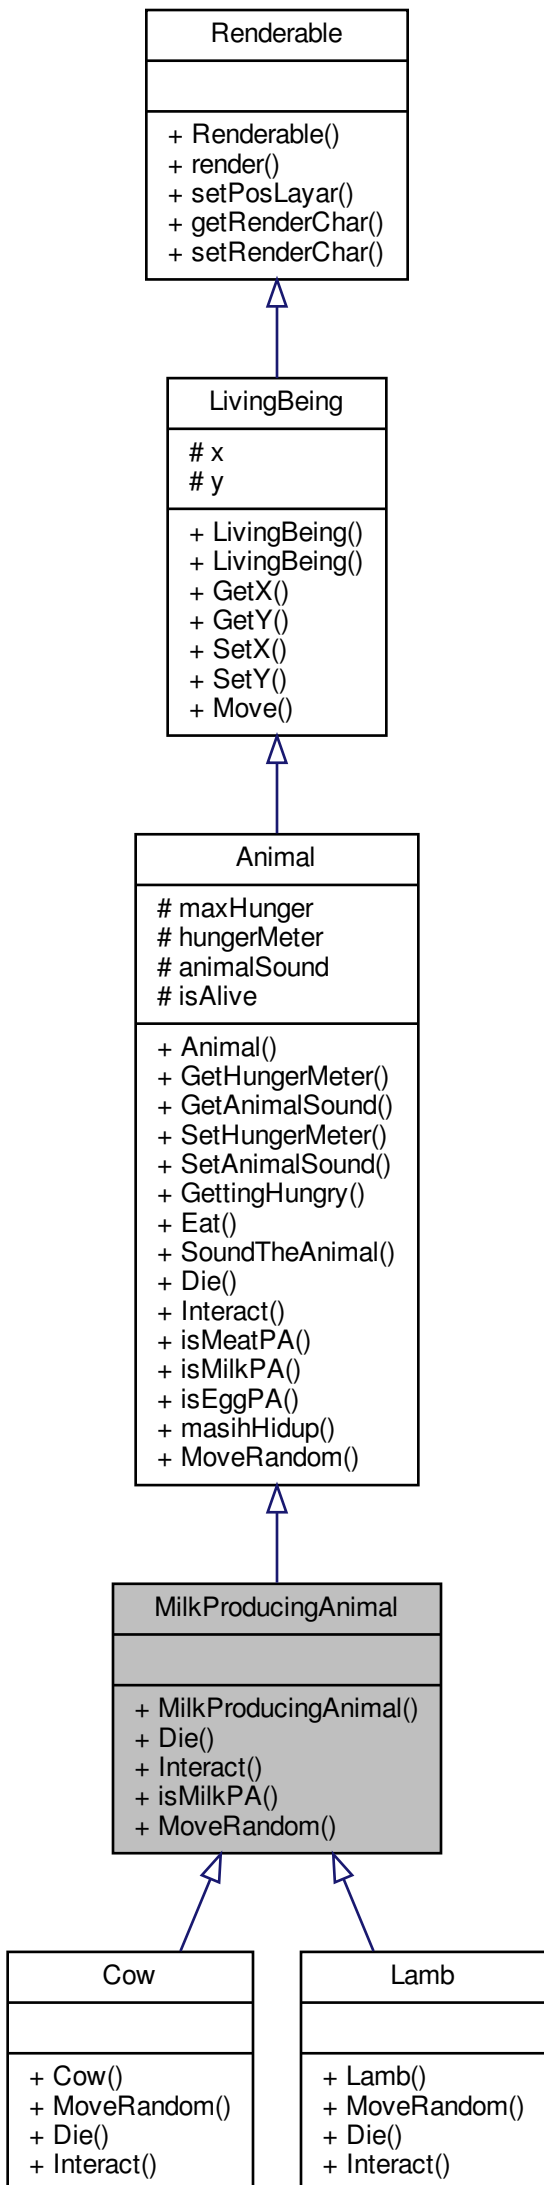 Renderable
+ Renderable()
+ render()
+ setPosLayar()
+ getRenderChar()
+ setRenderChar()
LivingBeing
# x
# y
+ LivingBeing()
+ LivingBeing()
+ GetX()
+ GetY()
+ SetX()
+ SetY()
+ Move()
Animal
# maxHunger
# hungerMeter
# animalSound
# isAlive
+ Animal()
+ GetHungerMeter()
+ GetAnimalSound()
+ SetHungerMeter()
+ SetAnimalSound()
+ GettingHungry()
+ Eat()
+ SoundTheAnimal()
+ Die()
+ Interact()
+ isMeatPA()
+ isMilkPA()
+ isEggPA()
+ masihHidup()
+ MoveRandom()
MilkProducingAnimal
+ MilkProducingAnimal()
+ Die()
+ Interact()
+ isMilkPA()
+ MoveRandom()
Cow
+ Cow()
+ MoveRandom()
+ Die()
+ Interact()
Lamb
+ Lamb()
+ MoveRandom()
+ Die()
+ Interact()